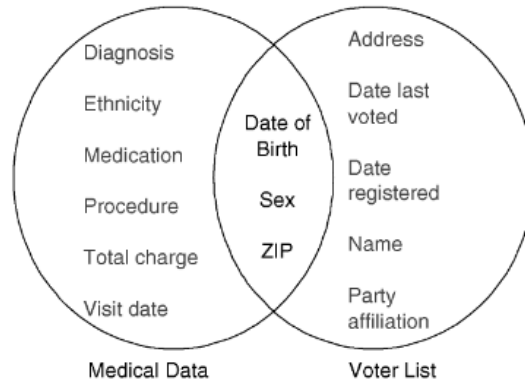 Diagnosis
Ethnicity
Medication
Procedure
Total charge
Visit date
Date of
Birth
Sex
ZIP
Address
Date last
voted
Date
registered
Name
Party
affiliation
Medical Data
Voter List